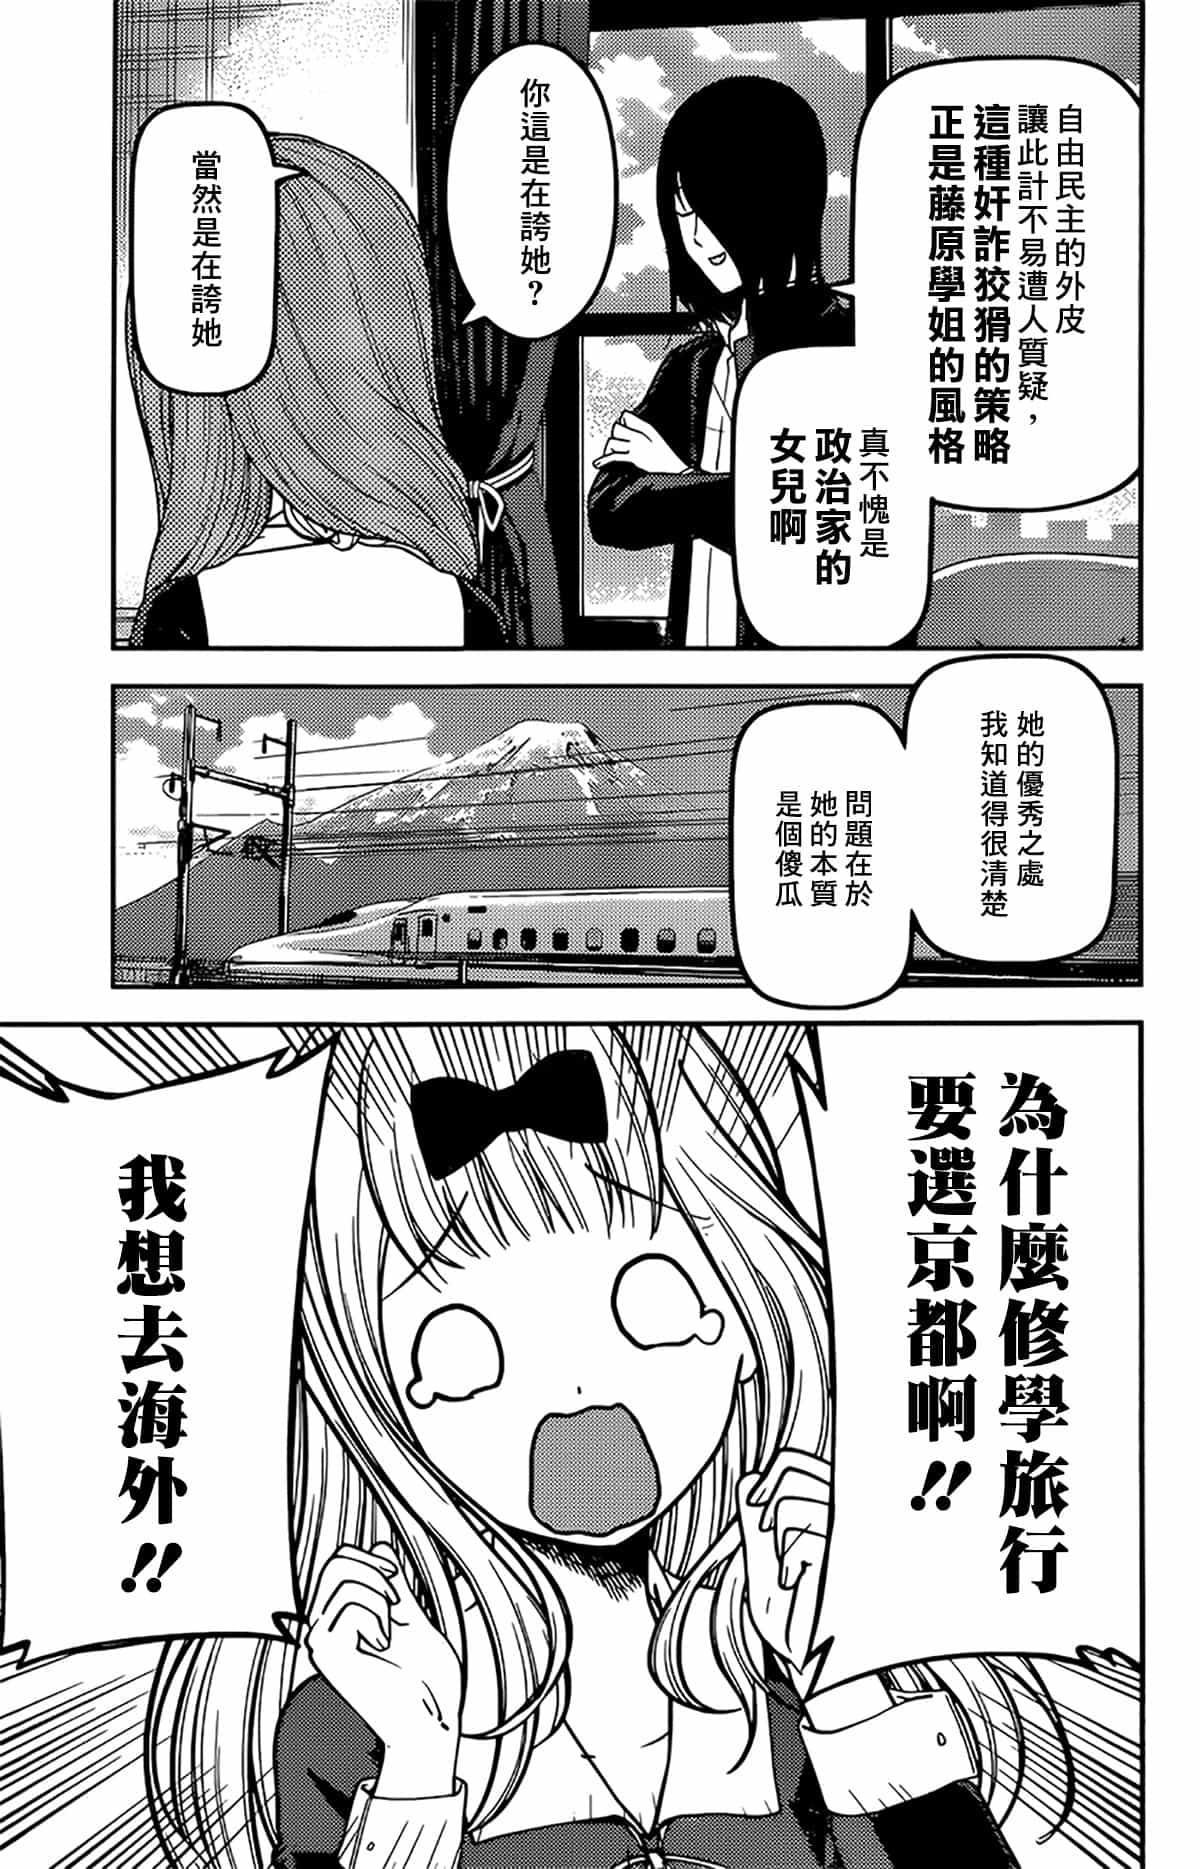 自由民主的外皮
讓此計不易遭人質疑，
這種奸詐狡猾的策略
正是藤原學姐的風格
真不愧是
政治家的
女兒啊
你這是在誇她？
當然是在誇她
她的優秀之處
我知道得很清楚
問題在於
她的本質
是個傻瓜
為什麼修學旅行
要選京都啊!!
我想去海外!!